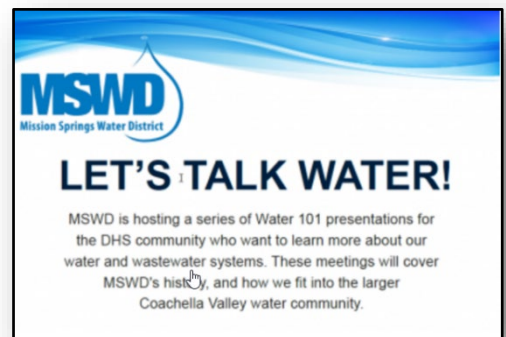 MSWD
Mission Springs Water District
LET'S TALK WATER!
MSWD is hosting a series of Water 101 presentations for
the DHS community who want to learn more about our
water and wastewater systems. These meetings will cover
MSWD's history, and how we fit into the larger
Coachella Valley water community.